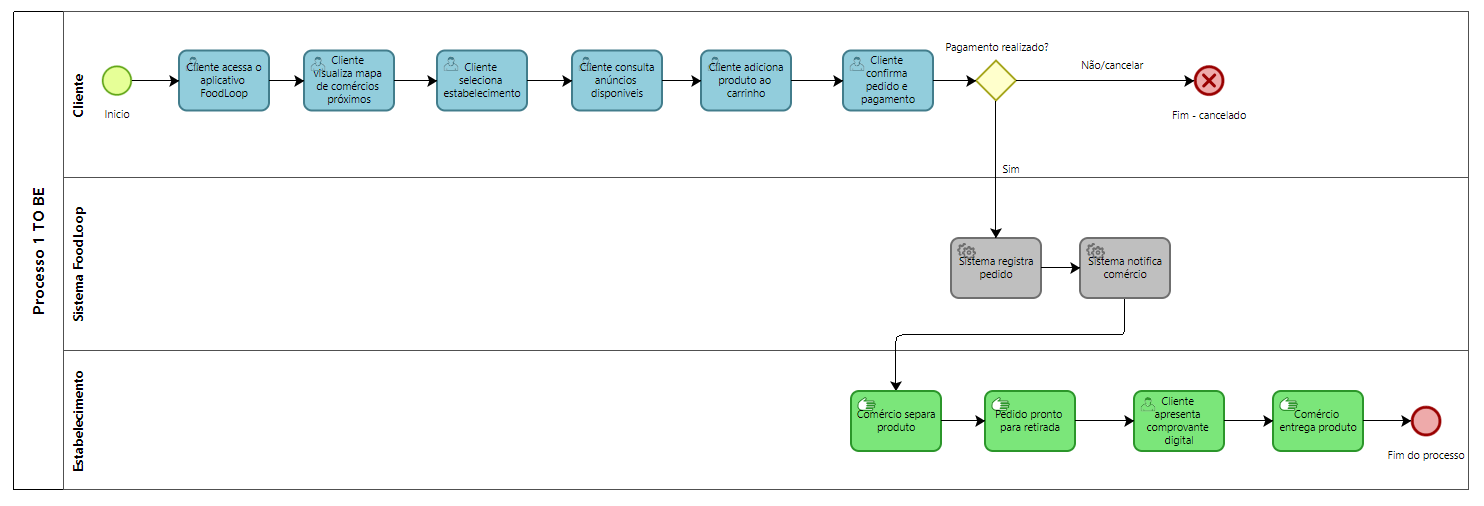 Processo 1 TO BE
Cliente
Inicio
Cliente acessa o
aplicativo
FoodLoop
Cliente
visualiza mapa
de comércios
próximos
Cliente
seleciona
estabelecimento
Cliente consulta
anúncios
disponíveis
Cliente adiciona
produto ao
carrinho
Cliente
confirma
pedido e
pagamento
Pagamento realizado?
Não/cancelar
Fim - cancelado
Sim
Sistema FoodLoop
Sistema registra
pedido
Sistema notifica
comércio
Estabelecimento
Comércio separa
produto
Pedido pronto
para retirada
Cliente
apresenta
comprovante
digital
Comércio
entrega produto
Fim do processo